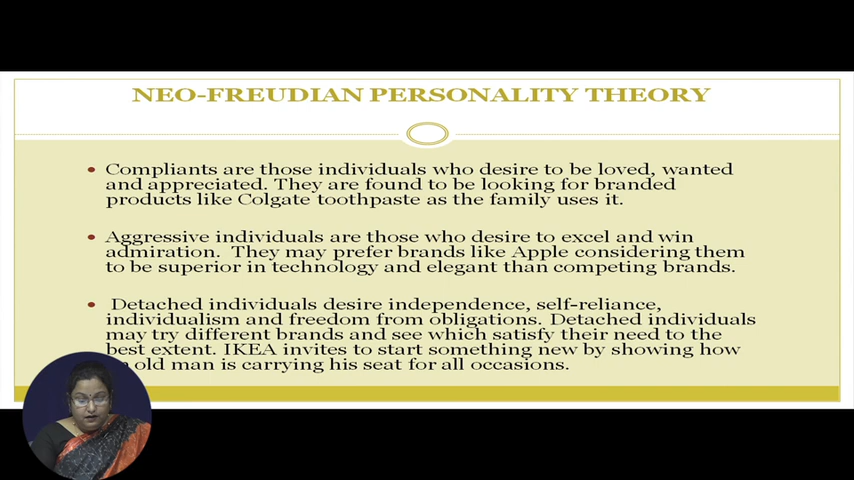 NEO-FREUDIAN PERSONALITY THEORY
• Compliants are those individuals who desire to be loved, wanted
and appreciated. They are found to be looking for branded
products like Colgate toothpaste as the family uses it.
• Aggressive individuals are those who desire to excel and win
admiration. They may prefer brands like Apple considering them
to be superior in technology and elegant than competing brands.
• Detached individuals desire independence, self-reliance,
individualism and freedom from obligations. Detached individuals
may try different brands and see which satisfy their need to the
best extent. IKEA invites to start something new by showing how
old man is carrying his seat for all occasions.